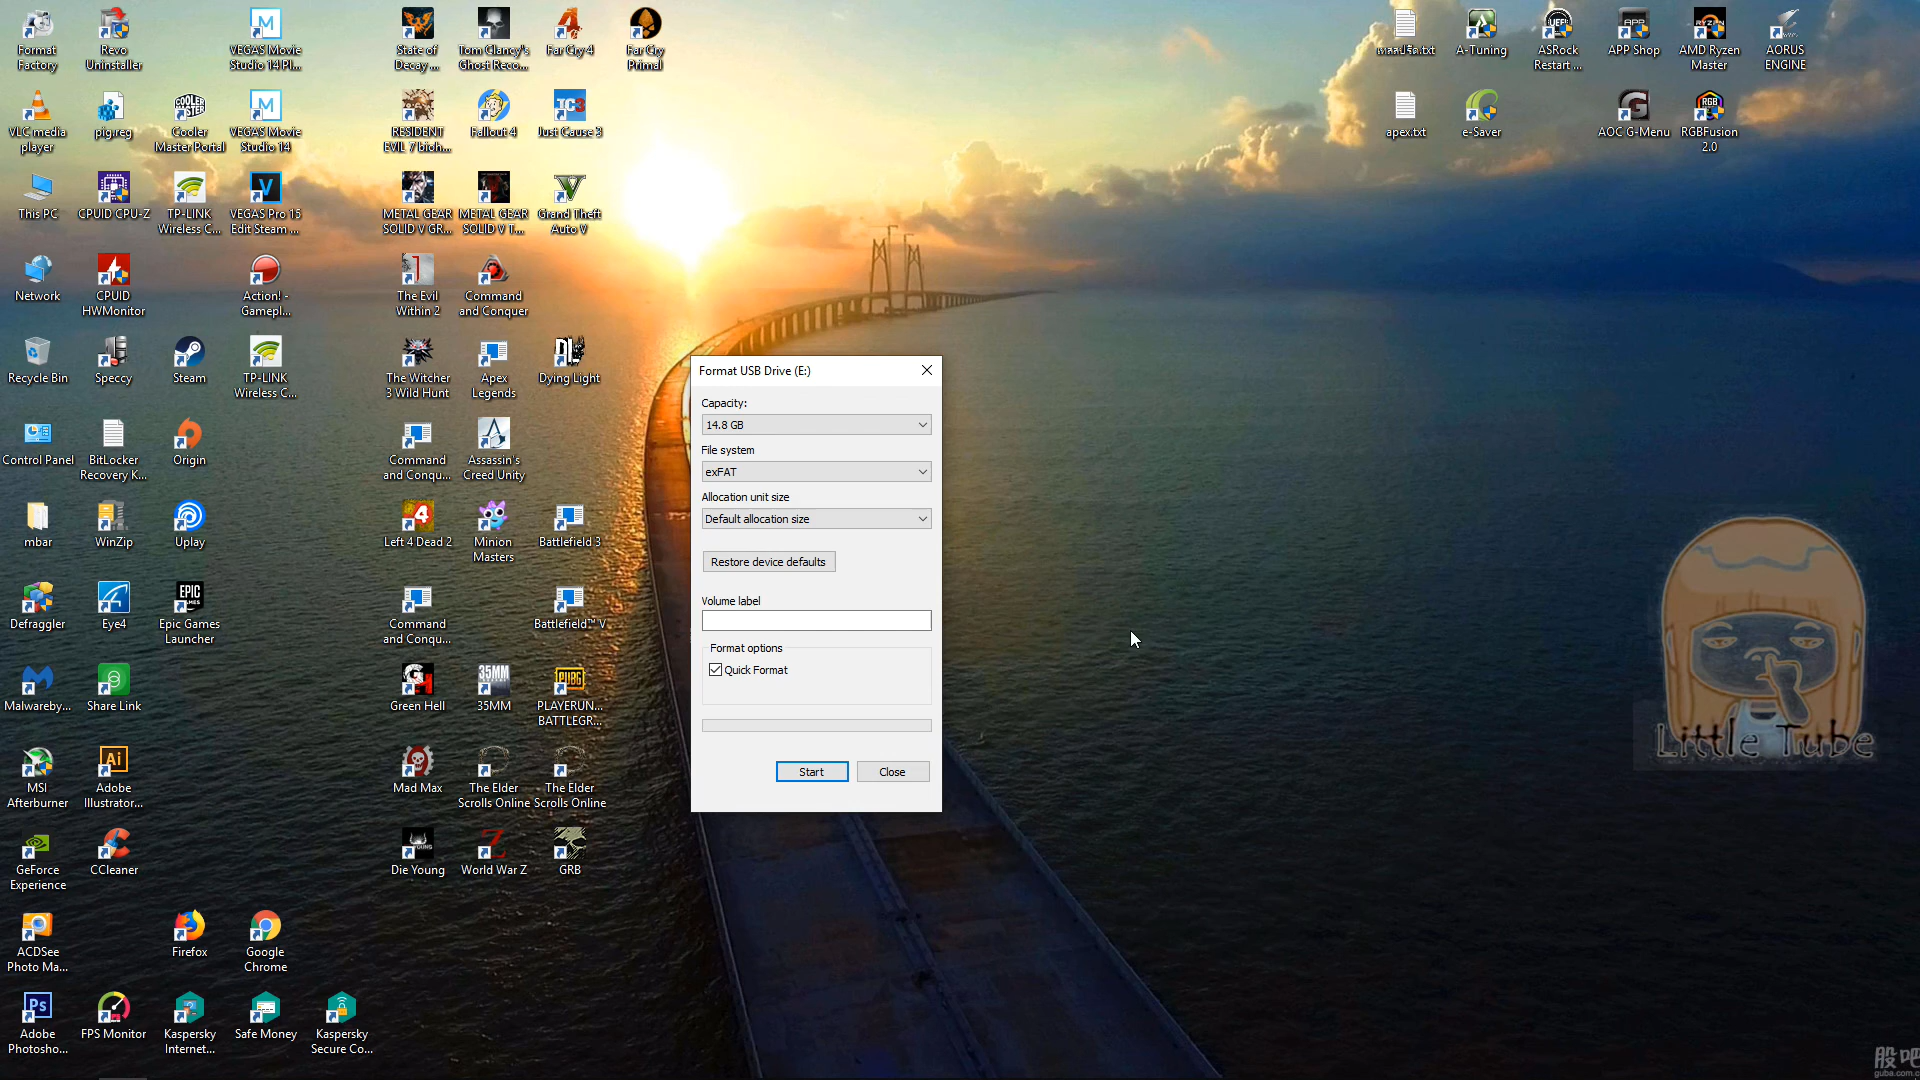 Format
Factory
Revo
Uninstaller
VEGAS Movie
Studio 14 Pl...
State of
Decay ...
Tom Clancy's
Ghost Reco...
Far Cry 4
Far Cry
Primal
A-Tuning
ASRock
Restart ...
APP Shop
AMD Ryzen
Master
AORUS
ENGINE
VLC media
player
pig.reg
Cooler
Master Portal
VEGAS Movie
Studio 14
RESIDENT
EVIL 7 bioh...
Fallout 4
Just Cause 3
apex.txt
e-Saver
AOC G-Menu
RGBFusion
2.0
This PC
CPUID CPU-Z
TP-LINK
Wireless C...
VEGAS Pro 15
Edit Steam ...
METAL GEAR
SOLID V GR...
METAL GEAR
SOLID V T...
Grand Theft
Auto V
Network
CPUID
HWMonitor
Action! -
Gamepl...
The Evil
Within 2
Command
and Conquer
Recycle Bin
Speccy
Steam
TP-LINK
Wireless C...
The Witcher
3 Wild Hunt
Apex
Legends
Dying Light
Control Panel
BitLocker
Recovery K...
Origin
Command
and Conqu...
Assassin's
Creed Unity
mbar
WinZip
Uplay
Left 4 Dead 2
Minion
Masters
Battlefield 3
Defraggler
Eye4
Epic Games
Launcher
Command
and Conqu...
Battlefield™ V
Malwareby...
Share Link
Green Hell
35MM
PLAYERUN...
BATTLEGR...
MSI
Afterburner
Adobe
Illustrator...
Mad Max
The Elder
Scrolls Online
The Elder
Scrolls Online
GeForce
Experience
CCleaner
Die Young
World War Z
GRB
ACDSee
Photo Ma...
Firefox
Google
Chrome
Adobe
Photosho...
FPS Monitor
Kaspersky
Internet...
Safe Money
Kaspersky
Secure Co...
Format USB Drive (E:)
Capacity:
14.8 GB
File system
exFAT
Allocation unit size
Default allocation size
Restore device defaults
Volume label
Format options
Quick Format
Start
Close
Little Tube
股吧